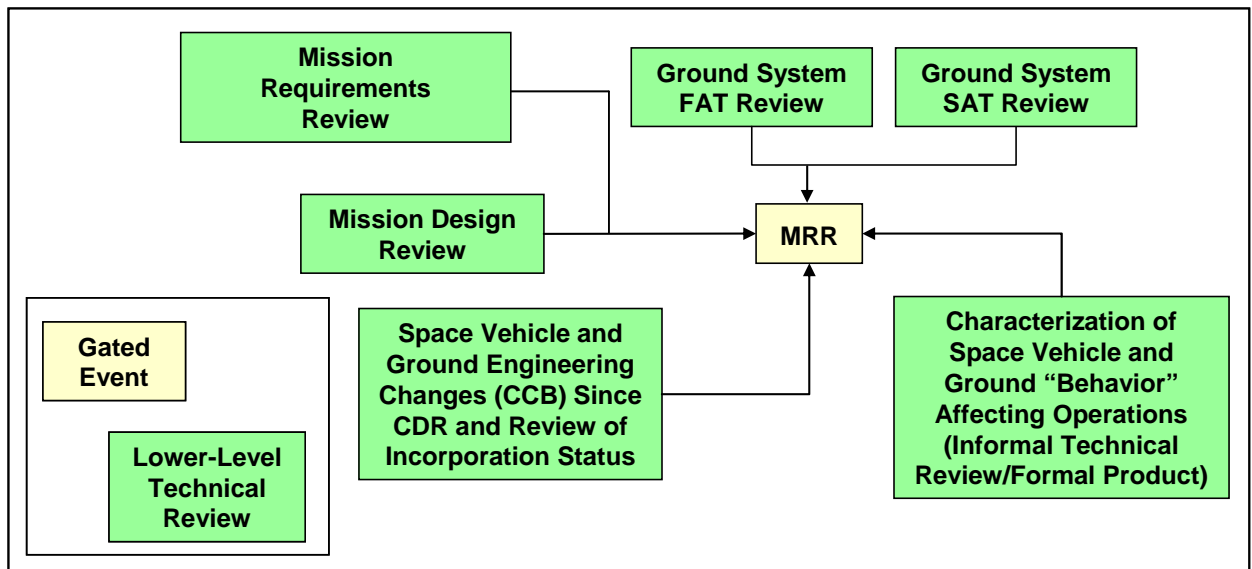 Mission
Requirements
Review
Ground System
FAT Review
Ground System
SAT Review
Mission Design
Review
MRR
Gated
Event
Lower-Level
Technical
Review
Space Vehicle and
Ground Engineering
Changes (CCB) Since
CDR and Review of
Incorporation Status
Characterization of
Space Vehicle and
Ground “Behavior”
Affecting Operations
(Informal Technical
Review/Formal Product)